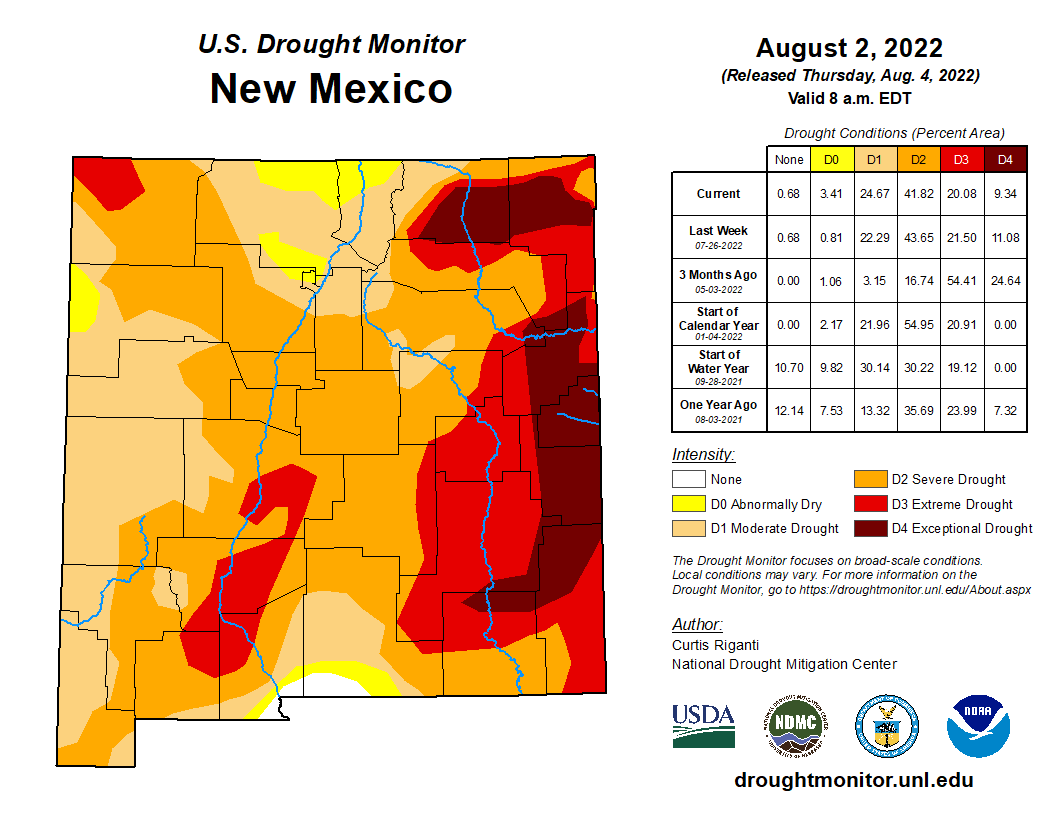 U.S. Drought Monitor
New Mexico
August 2, 2022
(Released Thursday, Aug. 4, 2022)
Valid 8 a.m. EDT
Drought Conditions (Percent Area)
None D0 D1 D2 D3 D4
Current 0.68 3.41 24.67 41.82 20.08 9.34
Last Week
07-26-2022 0.68 0.81 22.29 43.65 21.50 11.08
3 Months Ago
05-03-2022 0.00 1.06 3.15 16.74 54.41 24.64
Start of
Calendar Year
01-04-2022 0.00 2.17 21.96 54.95 20.91 0.00
Start of
Water Year
09-28-2021 10.70 9.82 30.14 30.22 19.12 0.00
One Year Ago
08-03-2021 12.14 7.53 13.32 35.69 23.99 7.32
Intensity:
None
D0 Abnormally Dry
D1 Moderate Drought
D2 Severe Drought
D3 Extreme Drought
D4 Exceptional Drought
The Drought Monitor focuses on broad-scale conditions.
Local conditions may vary. For more information on the
Drought Monitor, go to https://droughtmonitor.unl.edu/About.aspx
Author:
Curtis Riganti
National Drought Mitigation Center
USDA
NDMC
NOAA
droughtmonitor.unl.edu